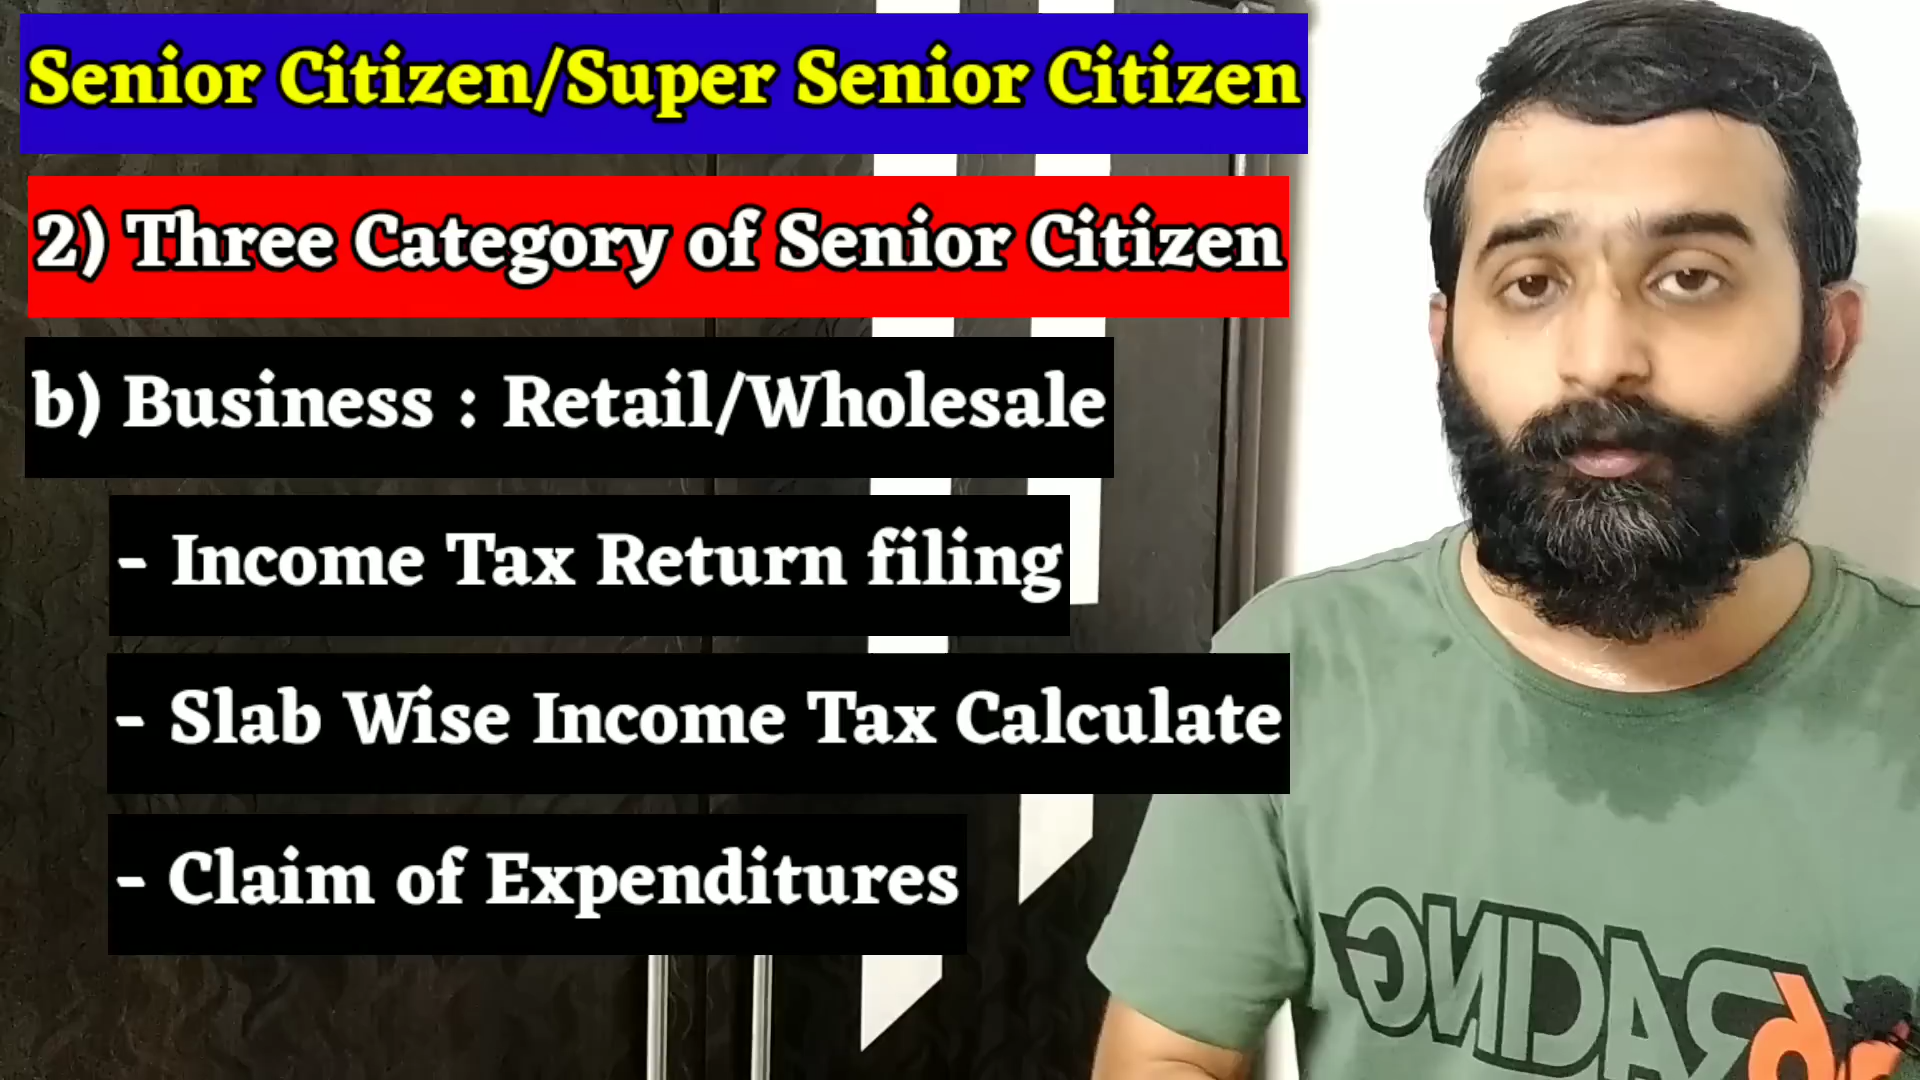 Senior Citizen/Super Senior Citizen
2) Three Category of Senior Citizen
b) Business : Retail/Wholesale
- Income Tax Return filing
- Slab Wise Income Tax Calculate
- Claim of Expenditures
RACING